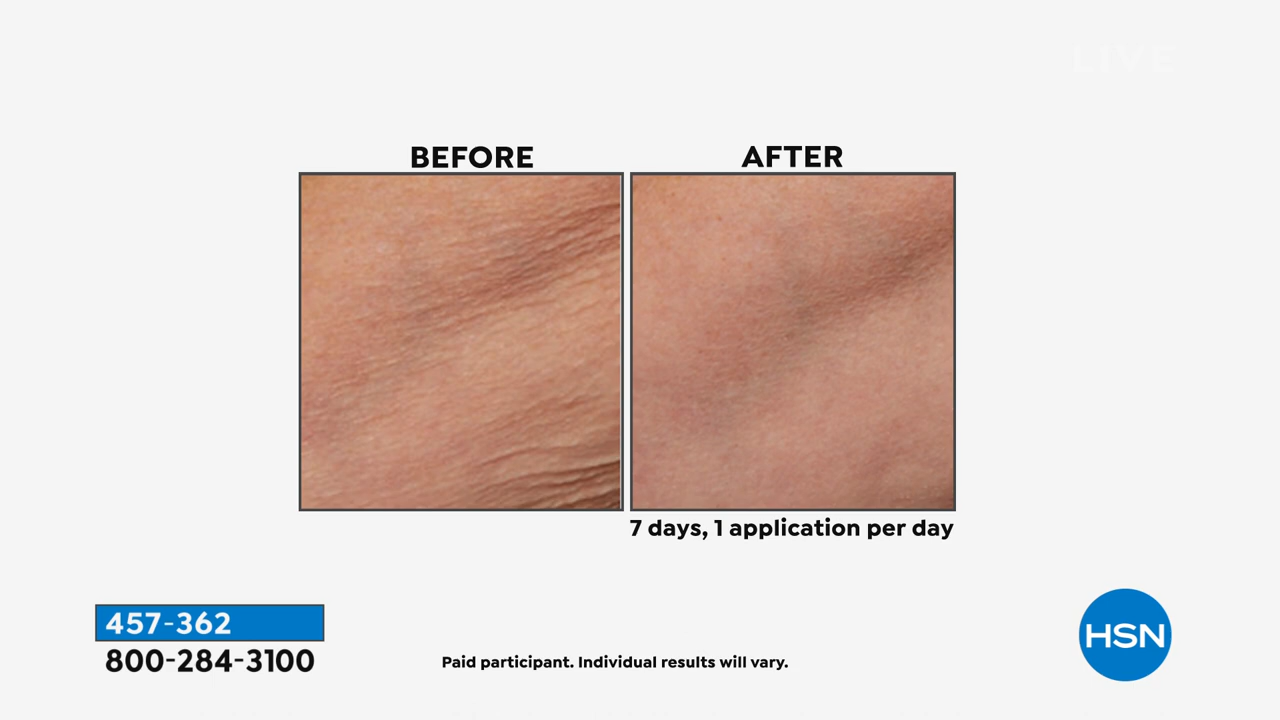 LIVE
BEFORE
AFTER
7 days, 1 application per day
457-362
800-284-3100
Paid participant. Individual results will vary.
HSN